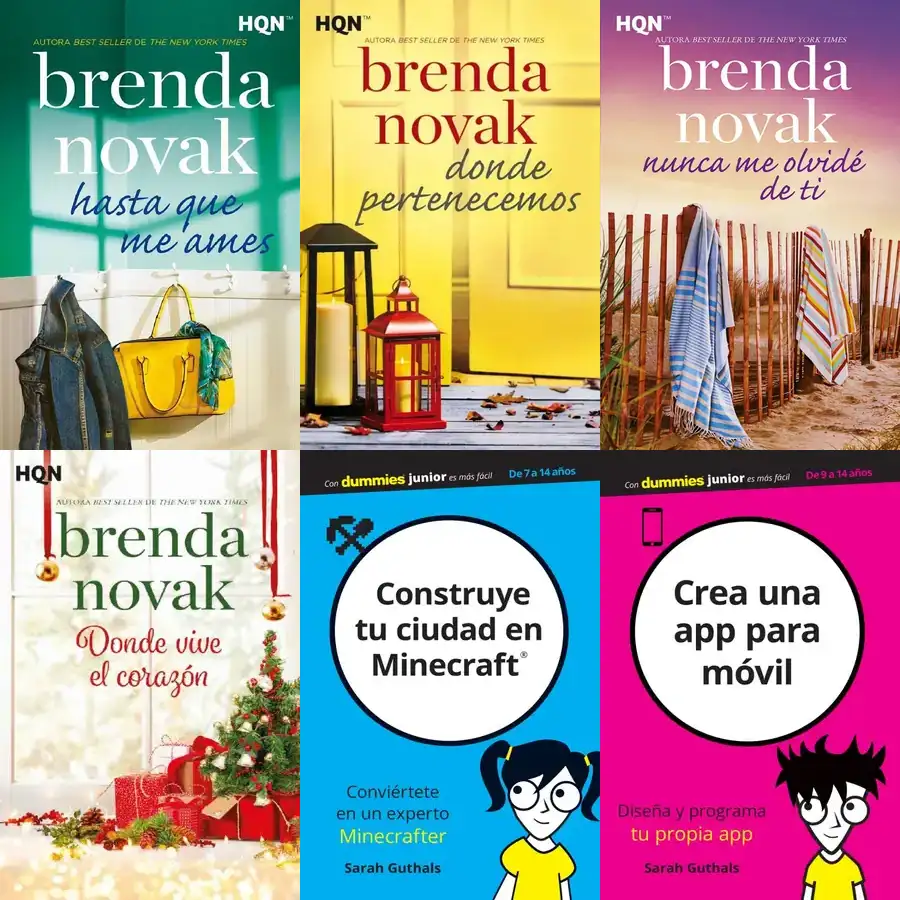 HQN™
AUTORA BEST SELLER DE THE NEW YORK TIMES
brenda
novak
hasta que
me ames
HQN™
AUTORA BEST SELLER DE THE NEW YORK TIMES
brenda
novak
donde
pertenecemos
HQN™
AUTORA BEST SELLER DE THE NEW YORK TIMES
brenda
novak
nunca me olvidé
de ti
HQN
AUTORA BEST SELLER DE THE NEW YORK TIMES
brenda
novak
Donde vive
el corazón
Con dummies junior es más fácil De 7 a 14 años
Construye
tu ciudad en
Minecraft®
Conviértete
en un experto
Minecrafter
Sarah Guthals
Con dummies junior es más fácil De 9 a 14 años
Crea una
app para
móvil
Diseña y programa
tu propia app
Sarah Guthals